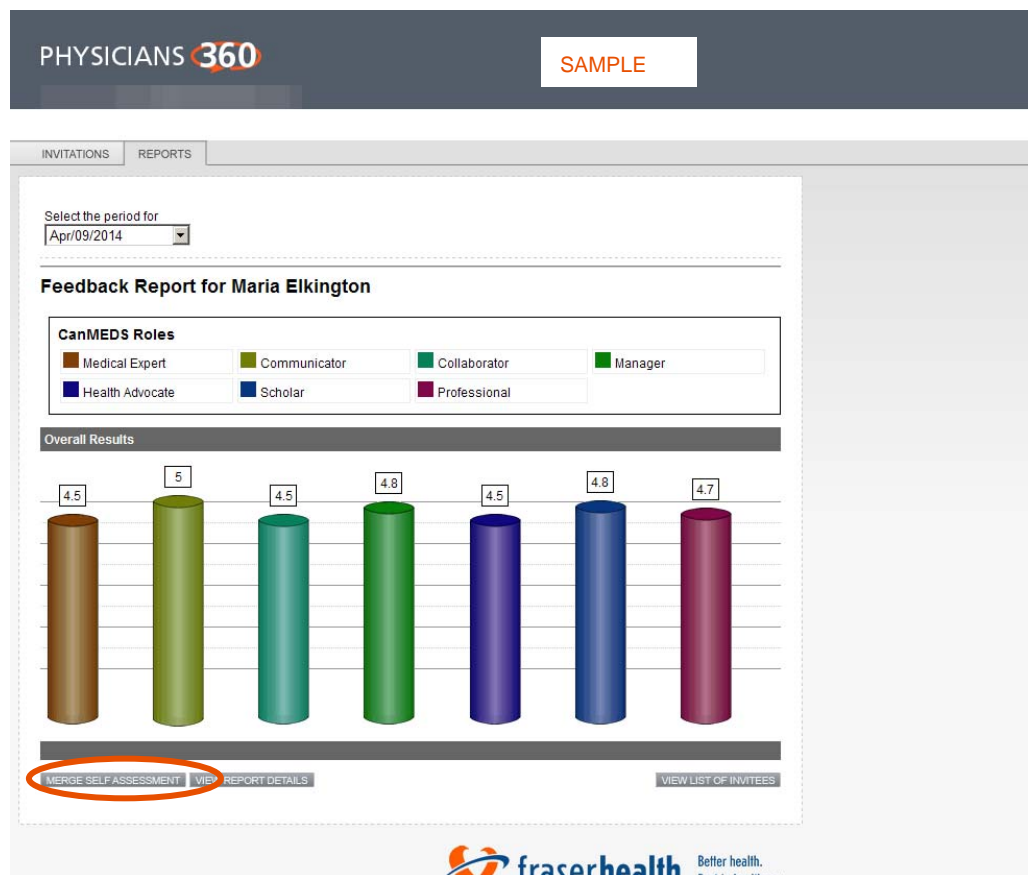 PHYSICIANS 360
SAMPLE
INVITATIONS REPORTS
Select the period for
Apr/09/2014
Feedback Report for Maria Elkington
CanMEDS Roles
Medical Expert Communicator Collaborator Manager
Health Advocate Scholar Professional
Overall Results
4.5 5 4.5 4.8 4.5 4.8 4.7
MERGE SELF ASSESSMENT VIEW REPORT DETAILS VIEW LIST OF INVITEES
fraserhealth Better health.